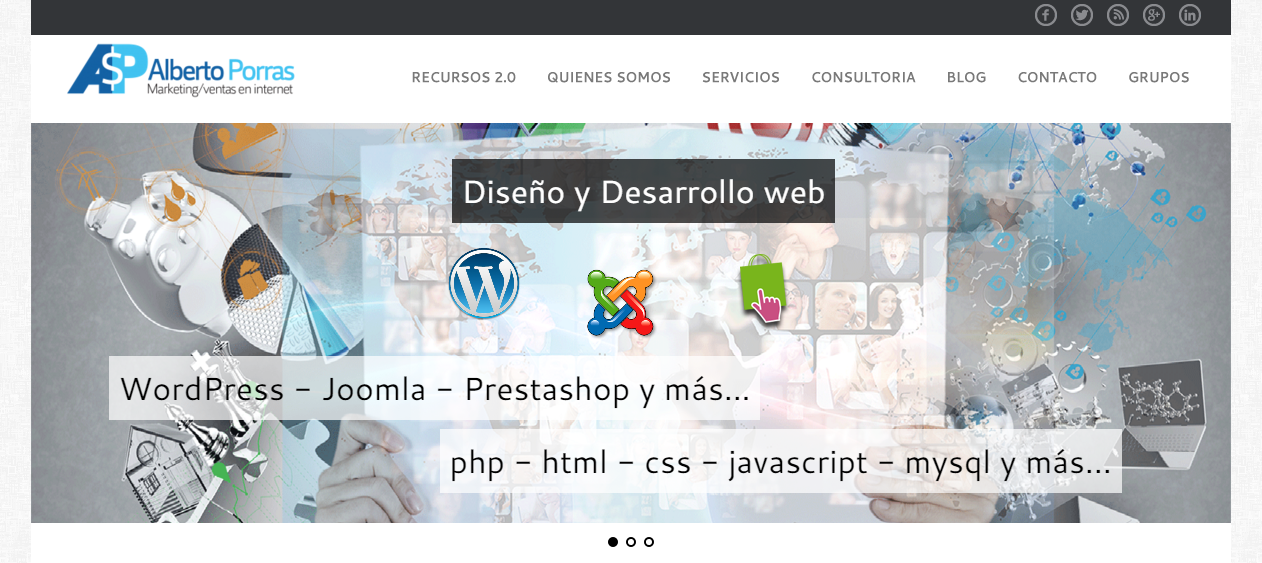 ASP Alberto Porras
Marketing/ventas en internet
RECURSOS 2.0 QUIENES SOMOS SERVICIOS CONSULTORIA BLOG CONTACTO GRUPOS
Diseño y Desarrollo web
WordPress - Joomla - Prestashop y más...
php - html - css - javascript - mysql y más...